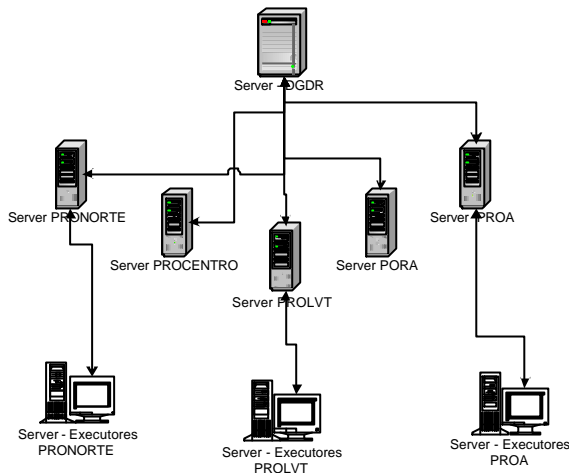 Server - DGDR
Server PRONORTE
Server PROCENTRO
Server PROLVT
Server PORA
Server PROA
Server - Executores
PRONORTE
Server - Executores
PROLVT
Server - Executores
PROA